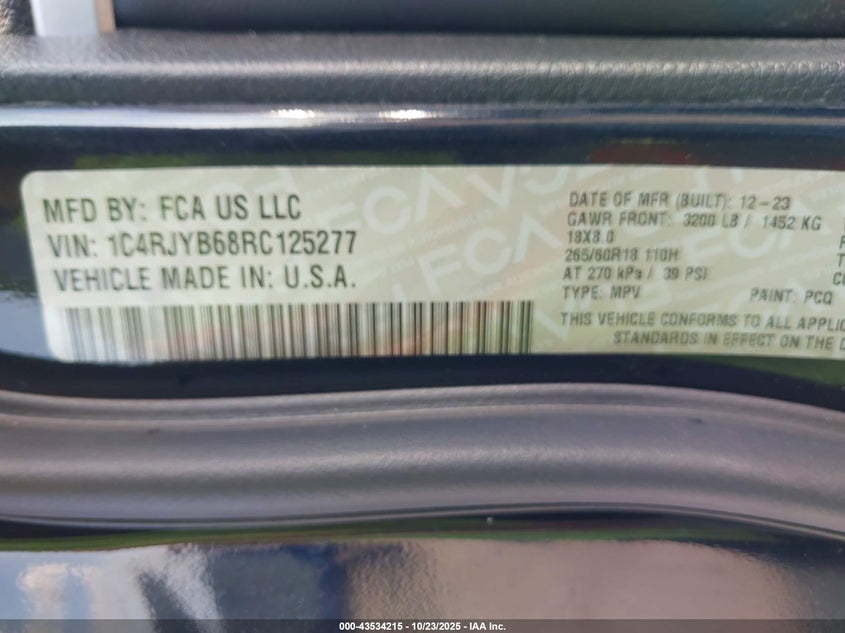 MFD BY: FCA US LLC
VIN: 1C4RJYB68RC125277
VEHICLE MADE IN: U.S.A.
DATE OF MFR (BUILT): 12-23
GAWR FRONT: 3200 LB / 1452 KG
18X8.0
265/60R18 110H
AT 270 kPa / 39 PSI
TYPE: MPV PAINT: PCQ
THIS VEHICLE CONFORMS TO ALL APPLIC
STANDARDS IN EFFECT ON THE D
000-43534215 - 10/23/2025 - IAA Inc.